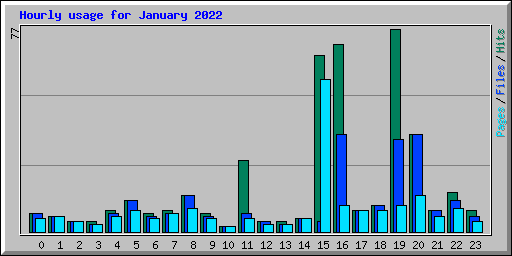 Hourly usage for January 2022
77
Pages/Files/Hits
0 1 2 3 4 5 6 7 8 9 10 11 12 13 14 15 16 17 18 19 20 21 22 23